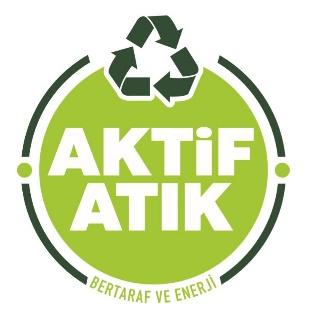 AKTİF
ATIK
BERTARAF VE ENERJİ